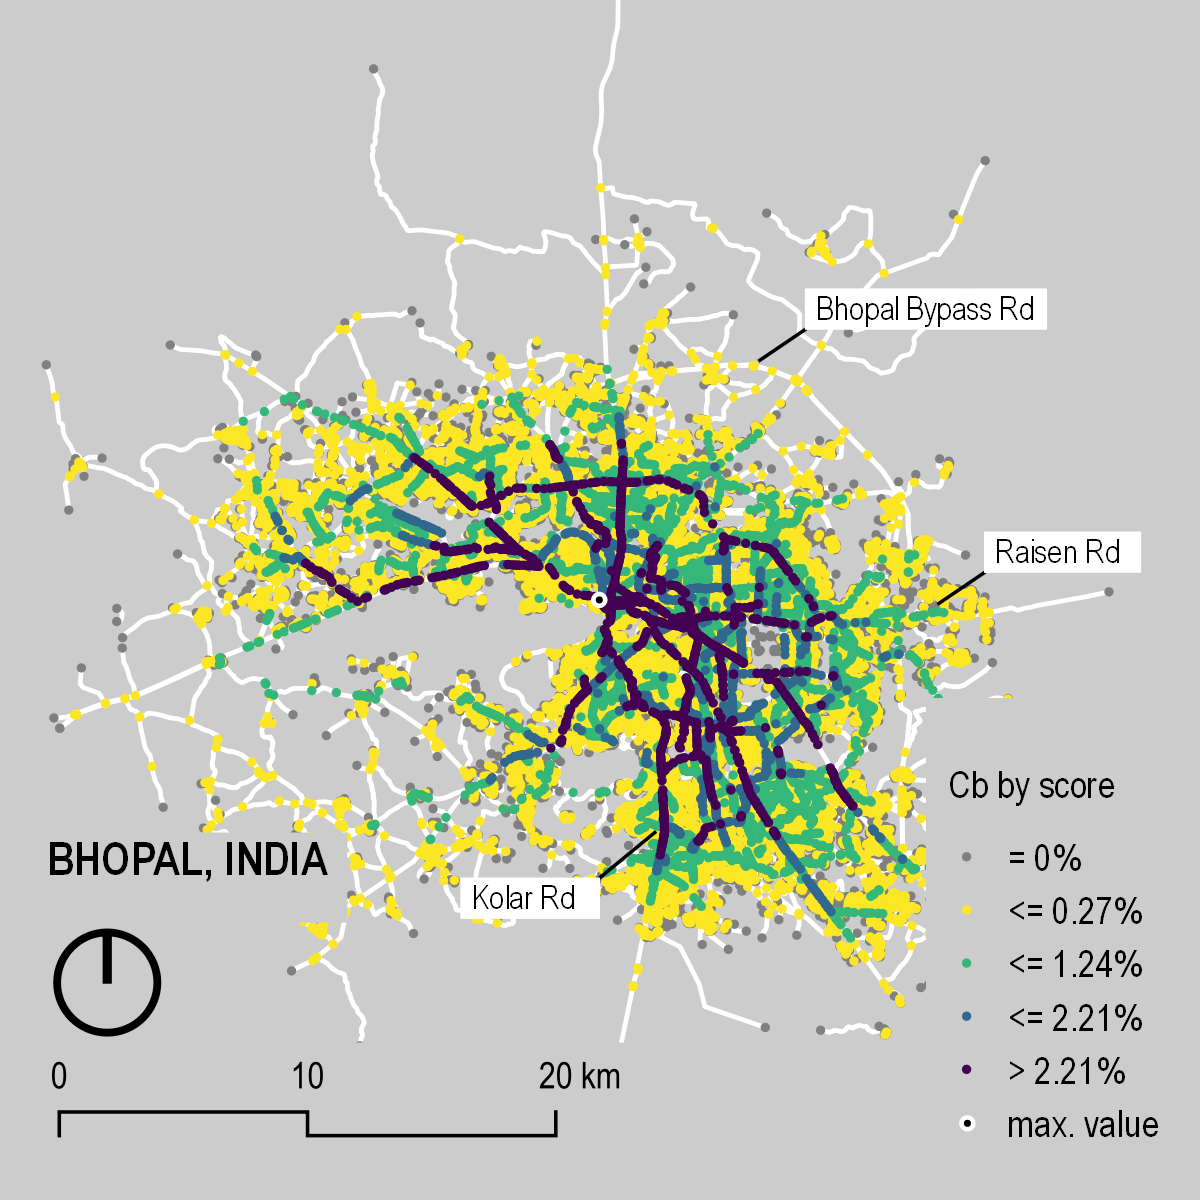 Bhopal Bypass Rd
Raisen Rd
Kolar Rd
BHOPAL, INDIA
0 10 20 km
Cb by score
= 0%
<= 0.27%
<= 1.24%
<= 2.21%
> 2.21%
max. value